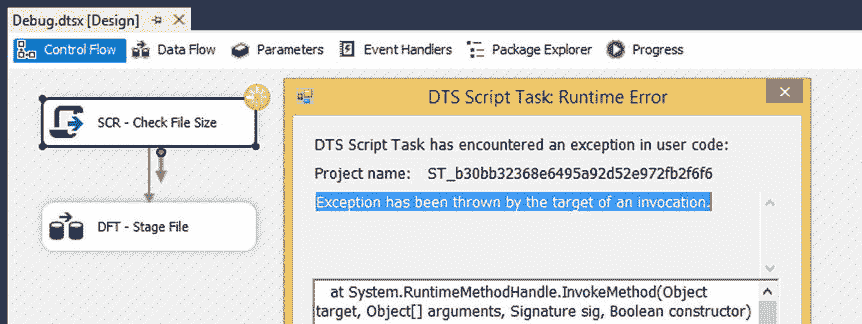 Debug.dtsx [Design]
Control Flow Data Flow Parameters Event Handlers Package Explorer Progress
SCR - Check File Size
DFT - Stage File
DTS Script Task: Runtime Error
DTS Script Task has encountered an exception in user code:
Project name: ST_b30bb32368e6495a92d52e972fb2f6f6
Exception has been thrown by the target of an invocation.
at System.RuntimeMethodHandle.InvokeMethod(Object
target, Object[] arguments, Signature sig, Boolean constructor)